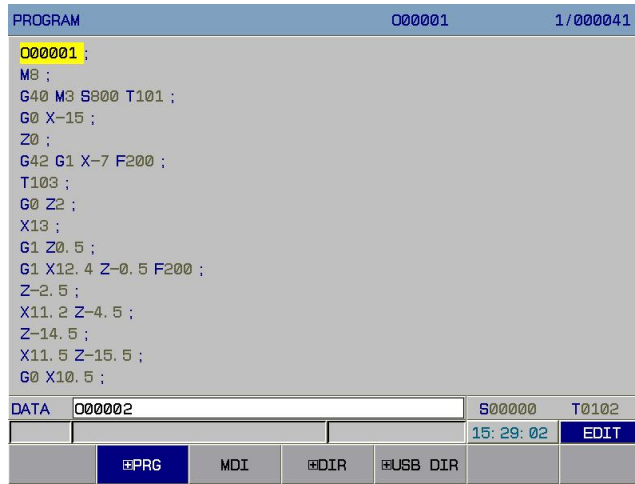 PROGRAM O00001 1/000041
O00001 ;
M8 ;
G40 M3 S800 T101 ;
G0 X-15 ;
Z0 ;
G42 G1 X-7 F200 ;
T103 ;
G0 Z2 ;
X13 ;
G1 Z0.5 ;
G1 X12.4 Z-0.5 F200 ;
Z-2.5 ;
X11.2 Z-4.5 ;
Z-14.5 ;
X11.5 Z-15.5 ;
G0 X10.5 ;
DATA O00002 S00000 T0102
15:29:02 EDIT
⊞PRG MDI ⊞DIR ⊞USB DIR